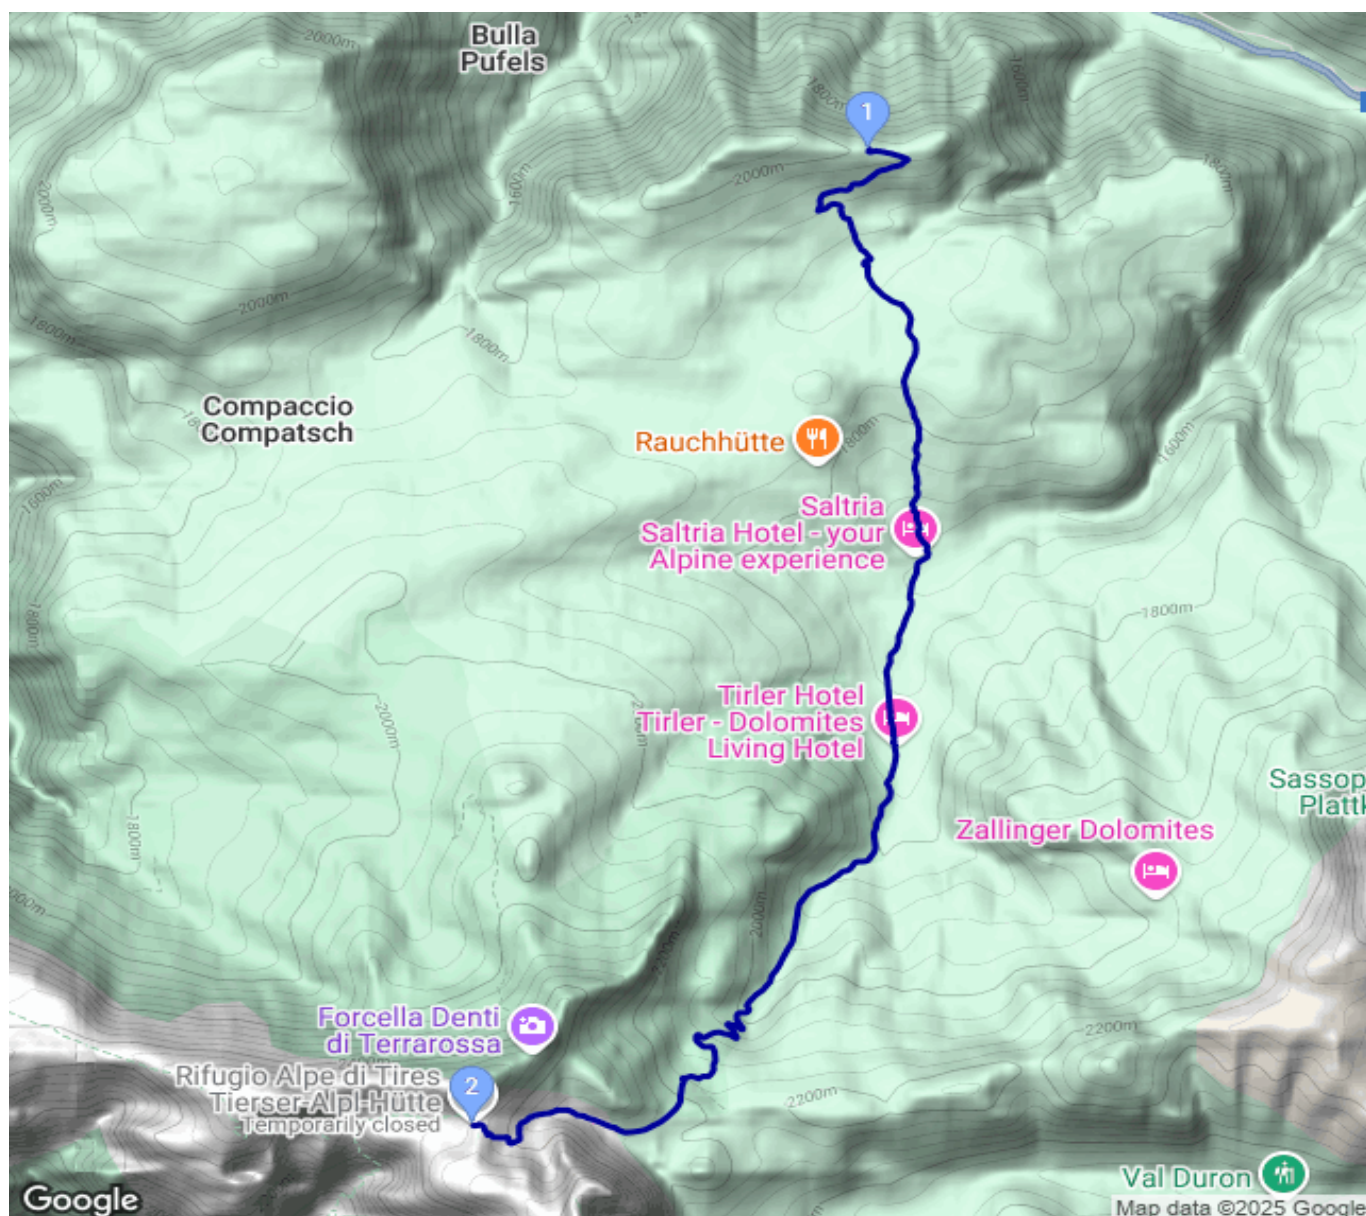 Bulla
Pufels
2000m
1800m
1600m
1
2000m
1800m
2000m
1600m
2000m
1800m
1800m
Compaccio
Compatsch
Rauchhütte
1800m
1600m
1600m
Saltria
Saltria Hotel - your
Alpine experience
1800m
1800m
Tirler Hotel
Tirler - Dolomites
Living Hotel
2000m
2000m
Zallinger Dolomites
1800m
2000m
2200m
2200m
Forcella Denti
di Terrarossa
Rifugio Alpe di Tires
Tierser-Alpl-Hütte
Temporarily closed
2
2200m
Val Duron
Google
Map data ©2025 Google